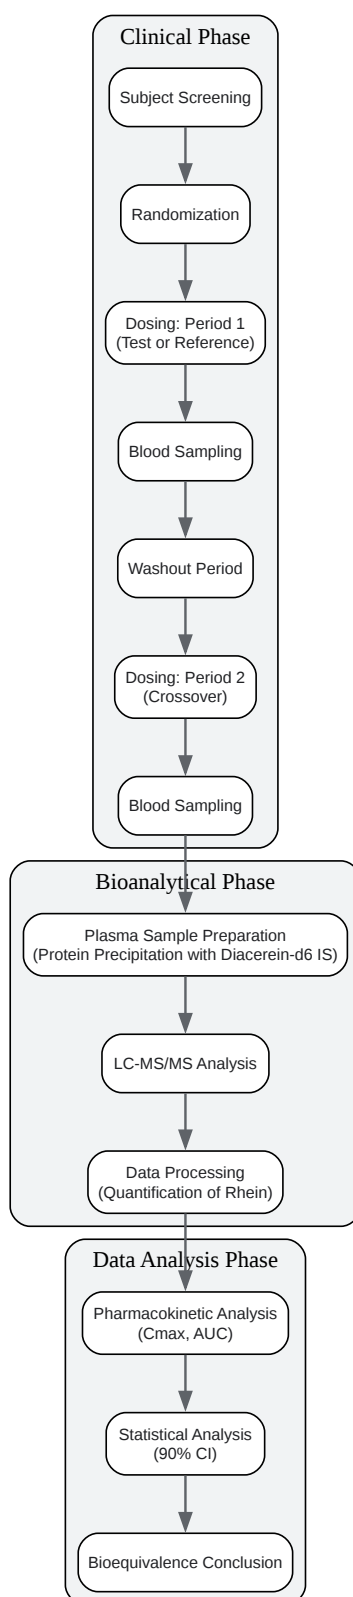 Clinical Phase
Subject Screening
Randomization
Dosing: Period 1
(Test or Reference)
Blood Sampling
Washout Period
Dosing: Period 2
(Crossover)
Blood Sampling
Bioanalytical Phase
Plasma Sample Preparation
(Protein Precipitation with Diacerein-d6 IS)
LC-MS/MS Analysis
Data Processing
(Quantification of Rhein)
Data Analysis Phase
Pharmacokinetic Analysis
(Cmax, AUC)
Statistical Analysis
(90% CI)
Bioequivalence Conclusion